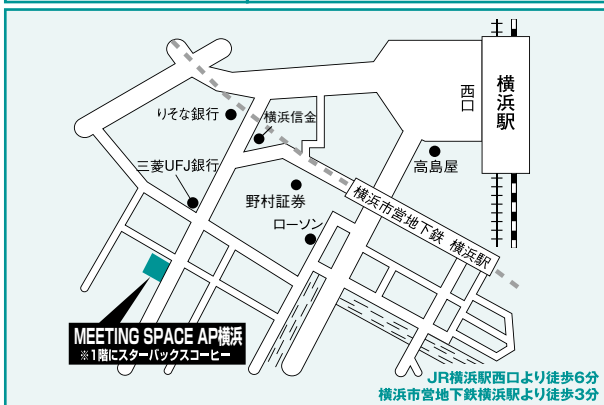 横浜駅
西口
りそな銀行
横浜信金
三菱UFJ銀行
高島屋
野村証券
横浜市営地下鉄 横浜駅
ローソン
MEETING SPACE AP横浜
※1階にスターバックスコーヒー
JR横浜駅西口より徒歩6分
横浜市営地下鉄横浜駅より徒歩3分